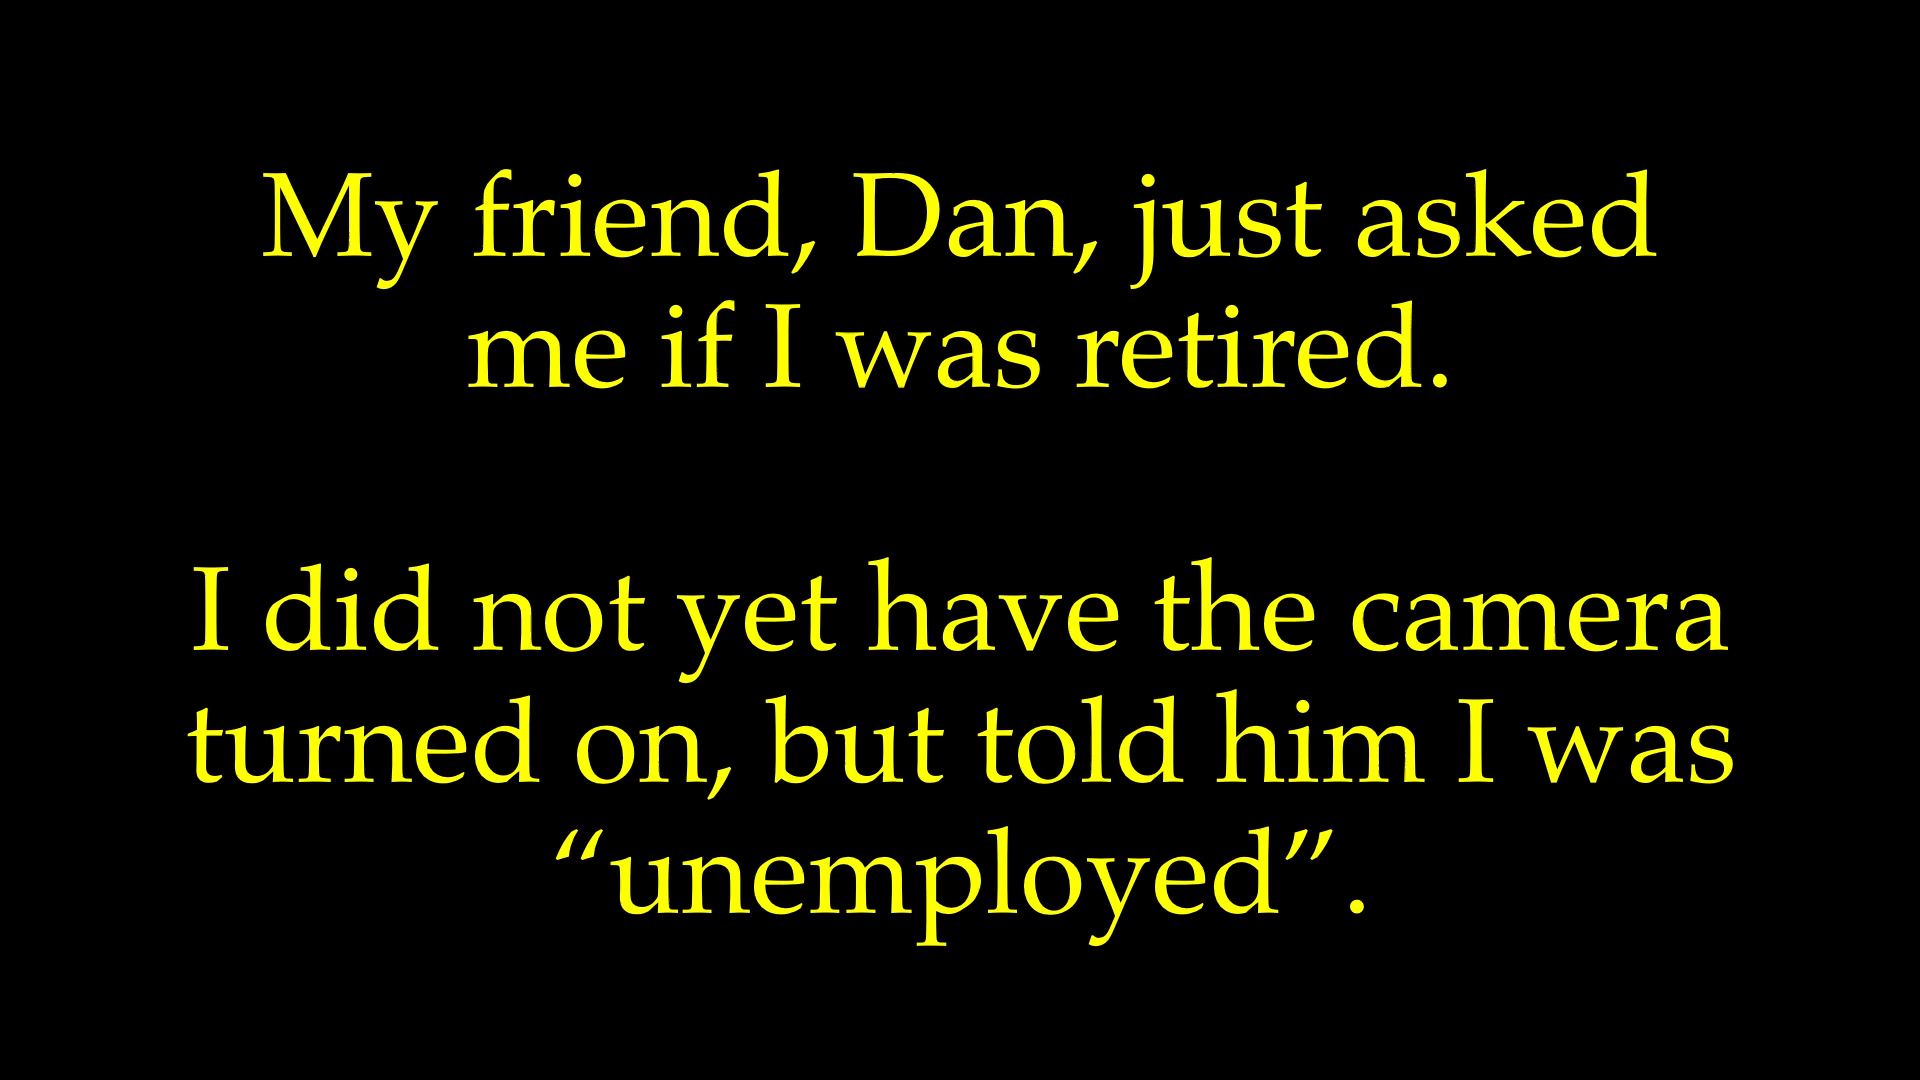 My friend, Dan, just asked
me if I was retired.
I did not yet have the camera
turned on, but told him I was
“unemployed”.